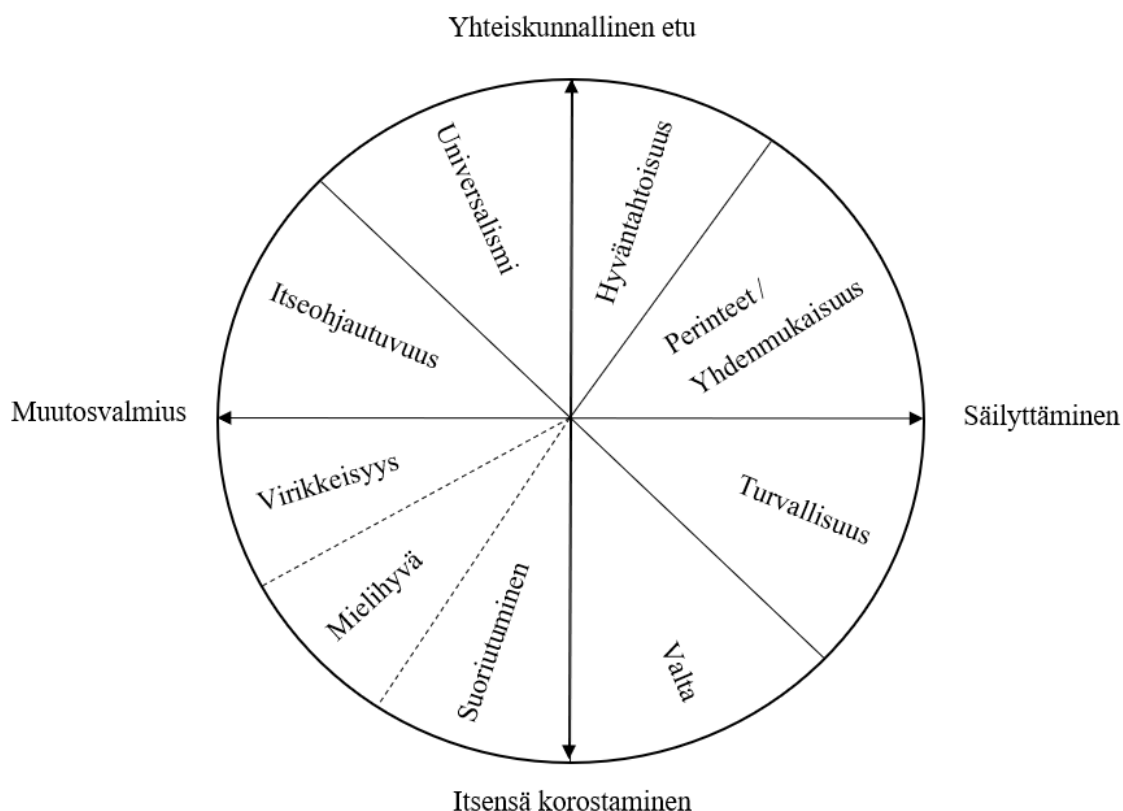 Yhteiskunnallinen etu
Universalismi
Hyväntahtoisuus
Itseohjautuvuus
Perinteet /
Yhdenmukaisuus
Muutosvalmius
Säilyttäminen
Virikkeisyys
Turvallisuus
Mielihyvä
Suoriutuminen
Valta
Itsensä korostaminen